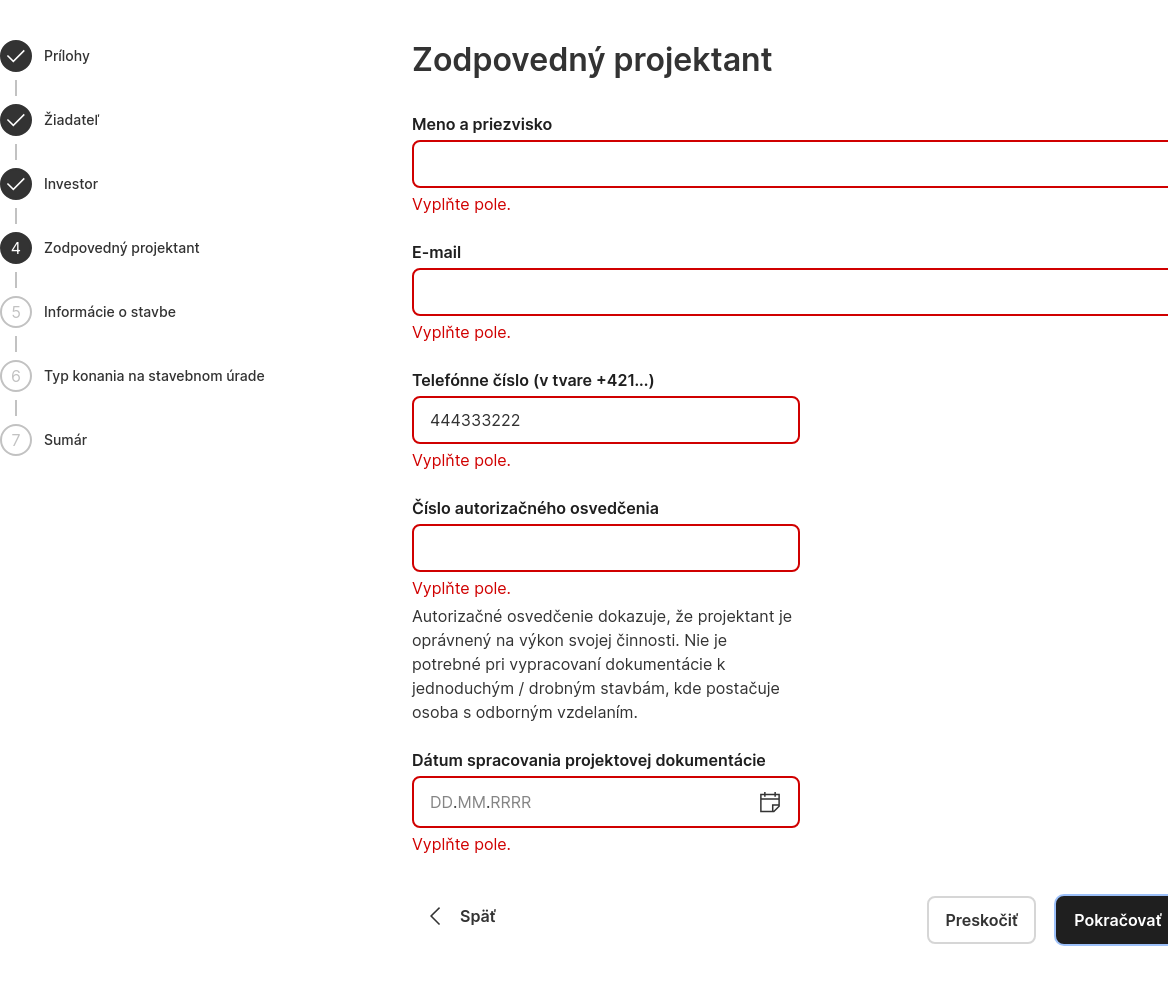 Prílohy
Žiadateľ
Investor
4 Zodpovedný projektant
5 Informácie o stavbe
6 Typ konania na stavebnom úrade
7 Sumár
Zodpovedný projektant
Meno a priezvisko
Vyplňte pole.
E-mail
Vyplňte pole.
Telefónne číslo (v tvare +421...)
444333222
Vyplňte pole.
Číslo autorizačného osvedčenia
Vyplňte pole.
Autorizačné osvedčenie dokazuje, že projektant je
oprávnený na výkon svojej činnosti. Nie je
potrebné pri vypracovaní dokumentácie k
jednoduchým / drobným stavbám, kde postačuje
osoba s odborným vzdelaním.
Dátum spracovania projektovej dokumentácie
DD.MM.RRRR
Vyplňte pole.
Späť
Preskočiť
Pokračovať